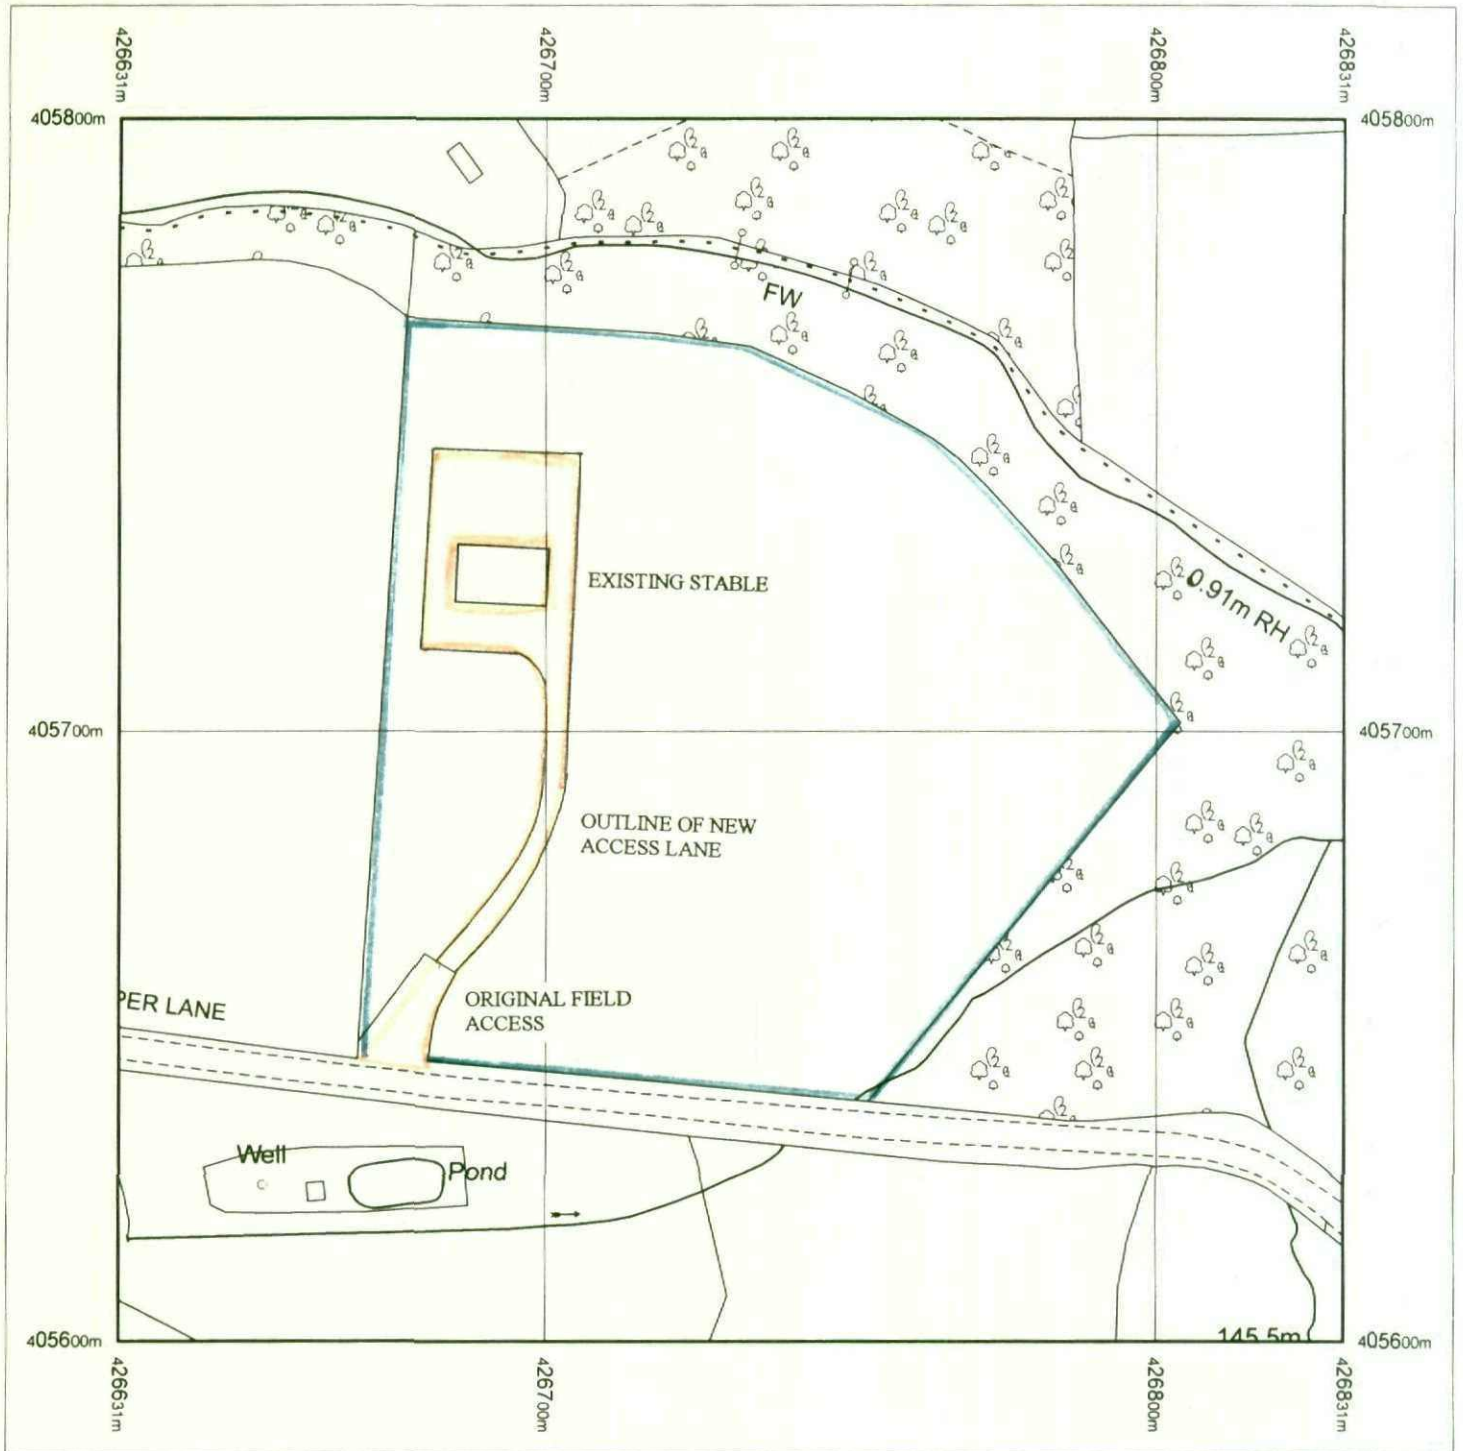 426631m
426700m
426800m
426831m
405800m
405800m
FW
EXISTING STABLE
0.91m RH
405700m
405700m
OUTLINE OF NEW
ACCESS LANE
ORIGINAL FIELD
ACCESS
PER LANE
Well
Pond
145.5m
405600m
405600m
426631m
426700m
426800m
426831m